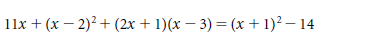 11x + (x – 2)² + (2x + 1)(x – 3) = (x + 1)² – 14